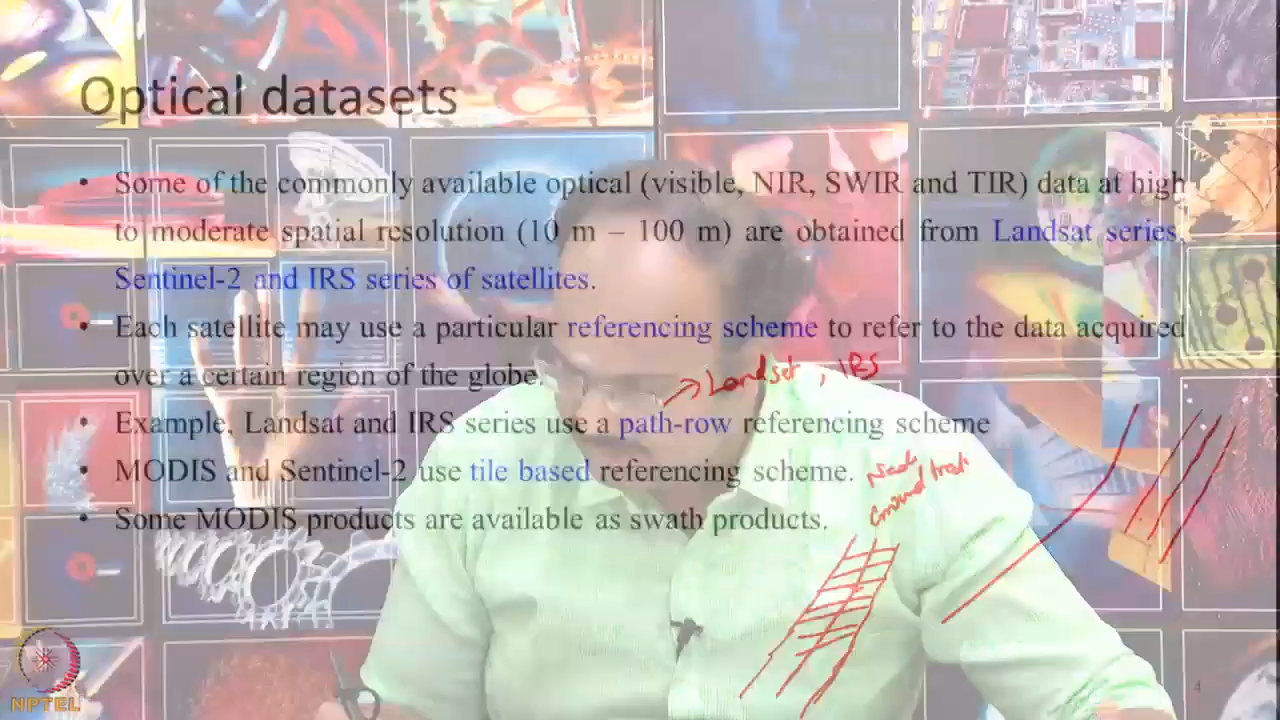 Optical datasets
• Some of the commonly available optical (visible, NIR, SWIR and TIR) data at high
to moderate spatial resolution (10 m – 100 m) are obtained from Landsat series,
Sentinel-2 and IRS series of satellites.
• Each satellite may use a particular referencing scheme to refer to the data acquired
over a certain region of the globe
→ Landsat, IRS
• Example, Landsat and IRS series use a path-row referencing scheme
• MODIS and Sentinel-2 use tile based referencing scheme.
Ground track
• Some MODIS products are available as swath products.
4
NPTEL